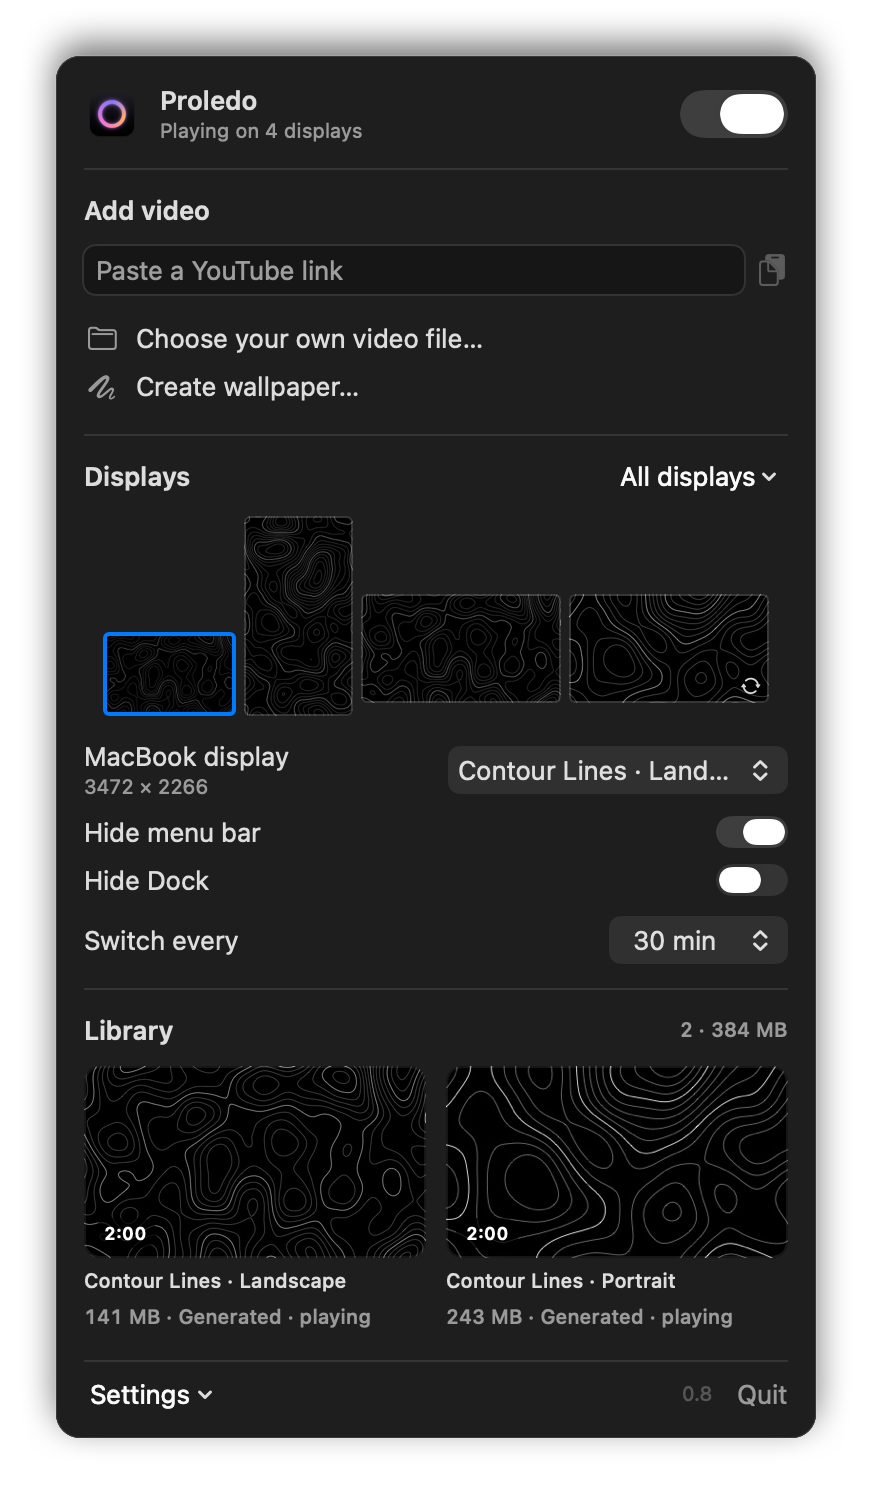 Proledo
Playing on 4 displays
Add video
Paste a YouTube link
Choose your own video file...
Create wallpaper...
Displays
All displays
MacBook display
Contour Lines · Land...
3472 × 2266
Hide menu bar
Hide Dock
Switch every
30 min
Library
2 · 384 MB
2:00
2:00
Contour Lines · Landscape
Contour Lines · Portrait
141 MB · Generated · playing
243 MB · Generated · playing
Settings
0.8
Quit